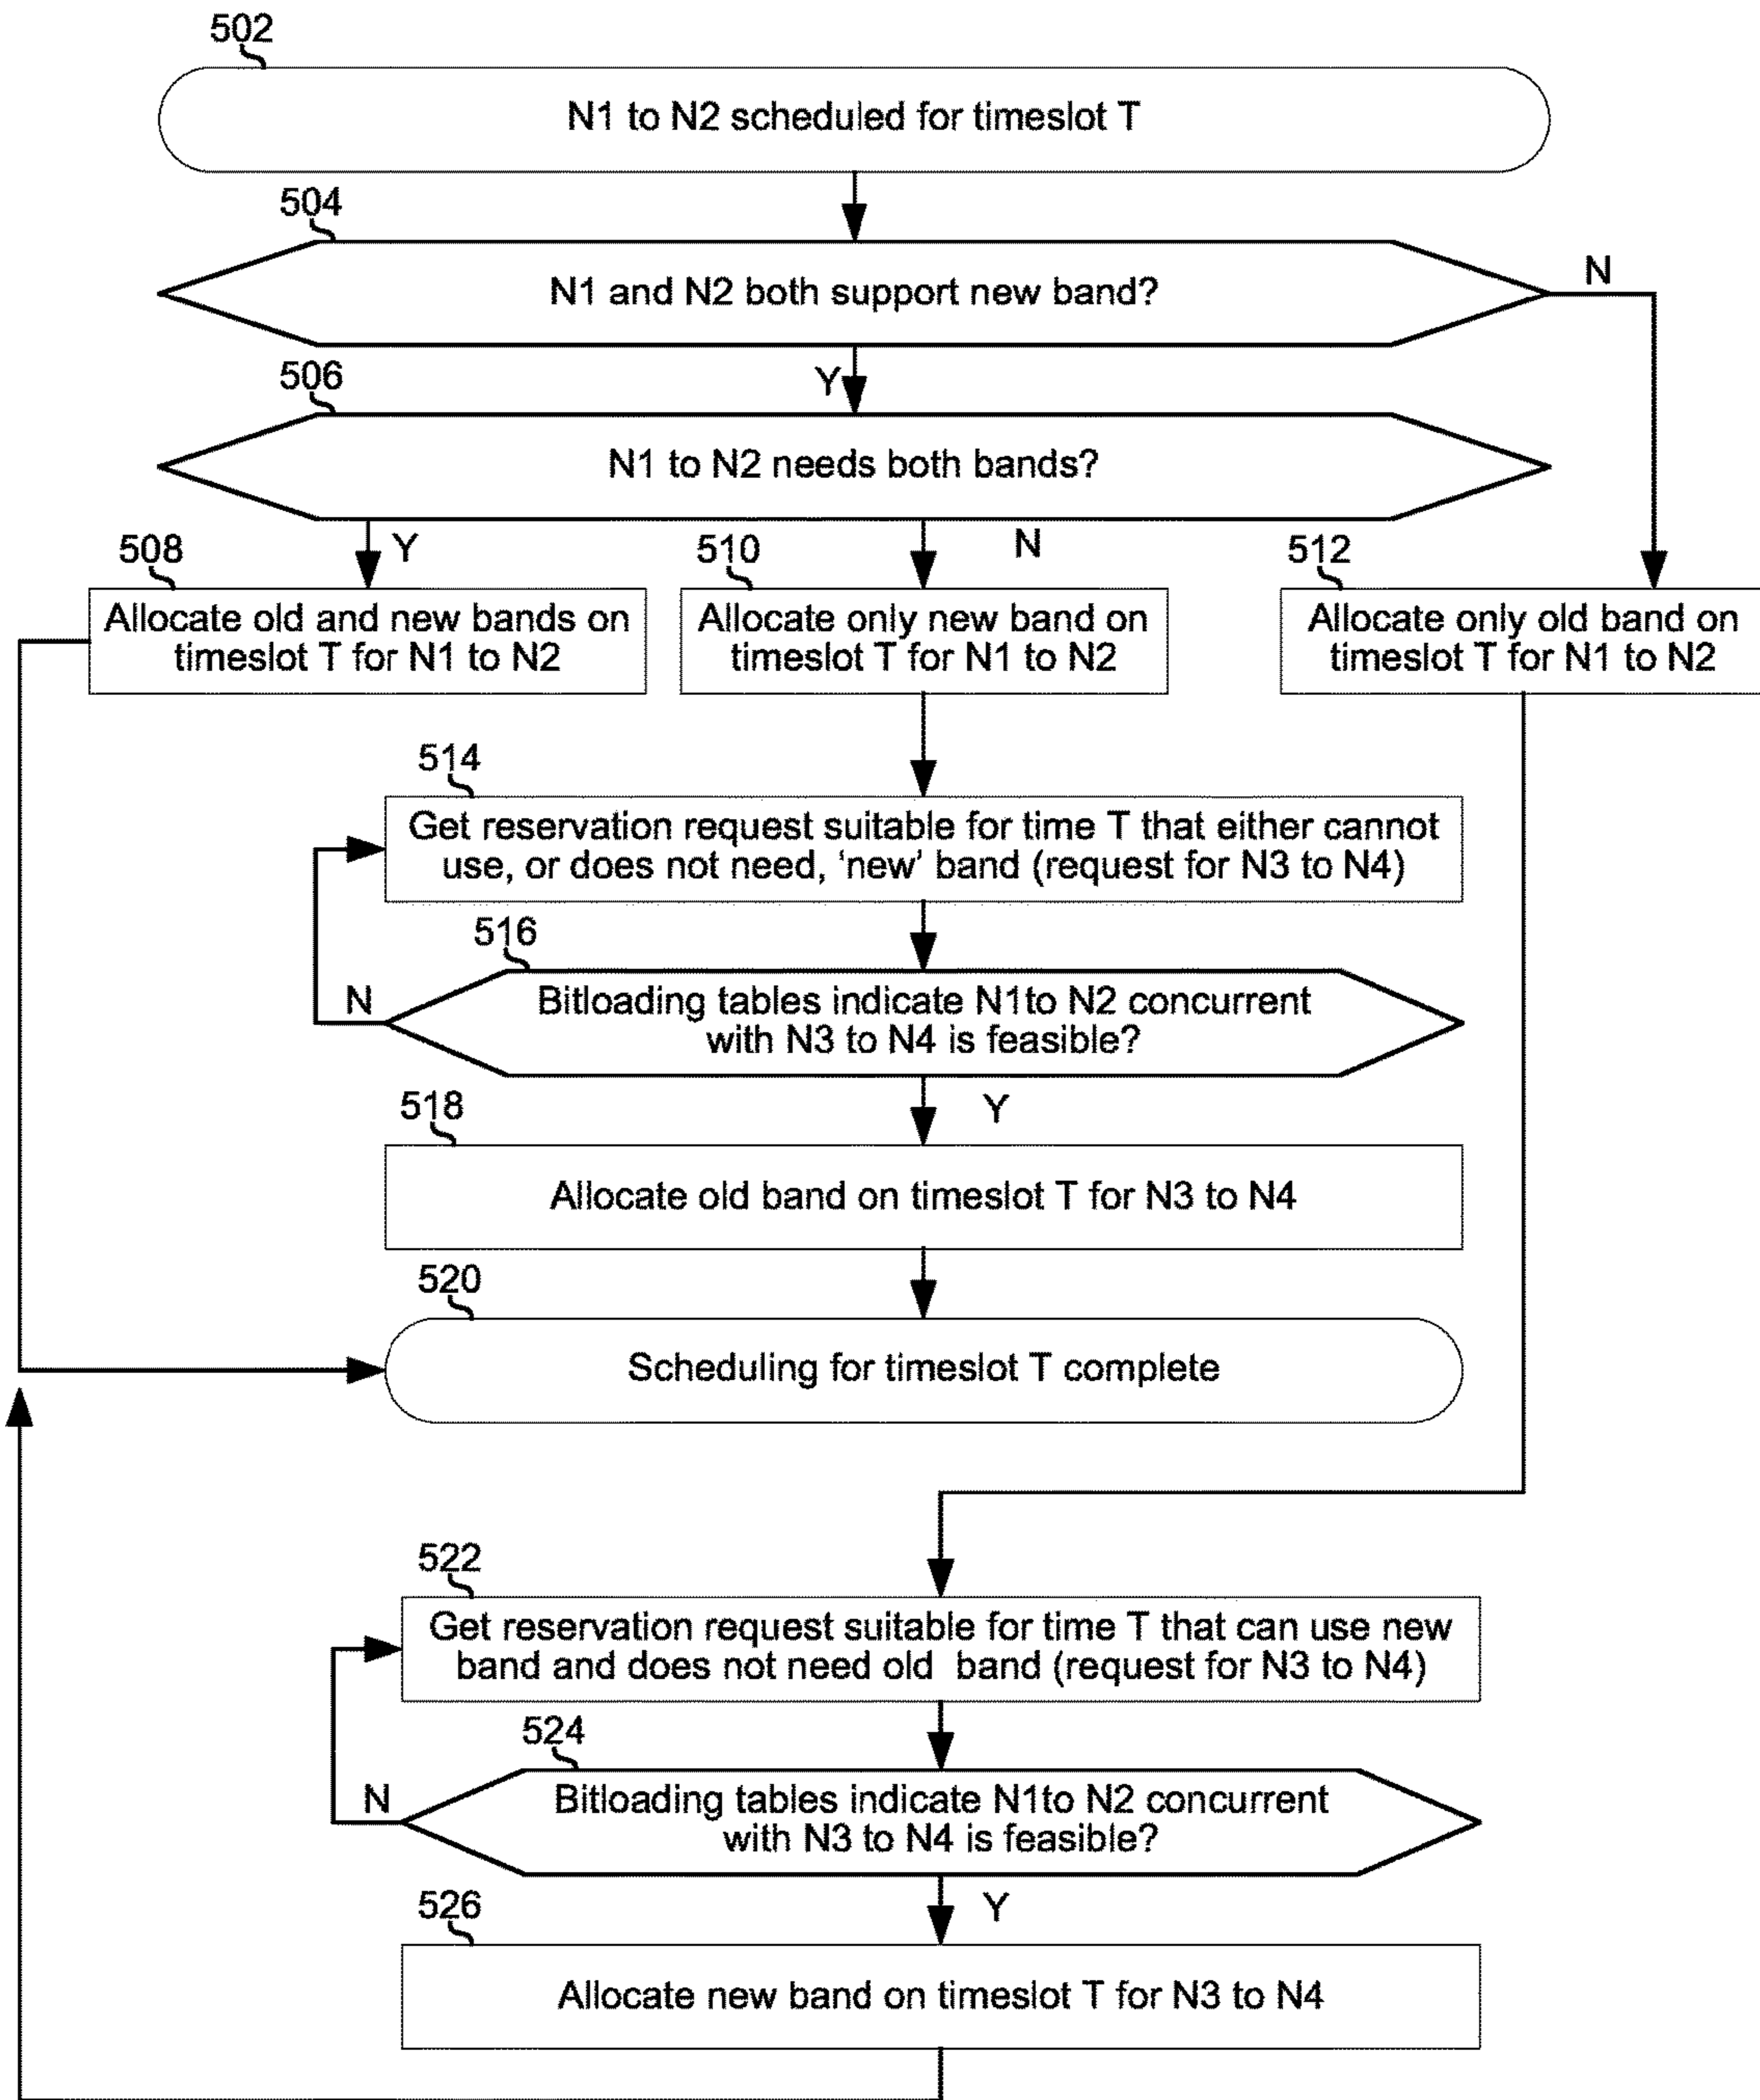 502
N1 to N2 scheduled for timeslot T
504
N1 and N2 both support new band?
N
Y
506
N1 to N2 needs both bands?
Y
N
508
Allocate old and new bands on
timeslot T for N1 to N2
510
Allocate only new band on
timeslot T for N1 to N2
512
Allocate only old band on
timeslot T for N1 to N2
514
Get reservation request suitable for time T that either cannot
use, or does not need, ‘new’ band (request for N3 to N4)
516
N
Bitloading tables indicate N1to N2 concurrent
with N3 to N4 is feasible?
Y
518
Allocate old band on timeslot T for N3 to N4
520
Scheduling for timeslot T complete
522
Get reservation request suitable for time T that can use new
band and does not need old  band (request for N3 to N4)
524
N
Bitloading tables indicate N1to N2 concurrent
with N3 to N4 is feasible?
Y
526
Allocate new band on timeslot T for N3 to N4